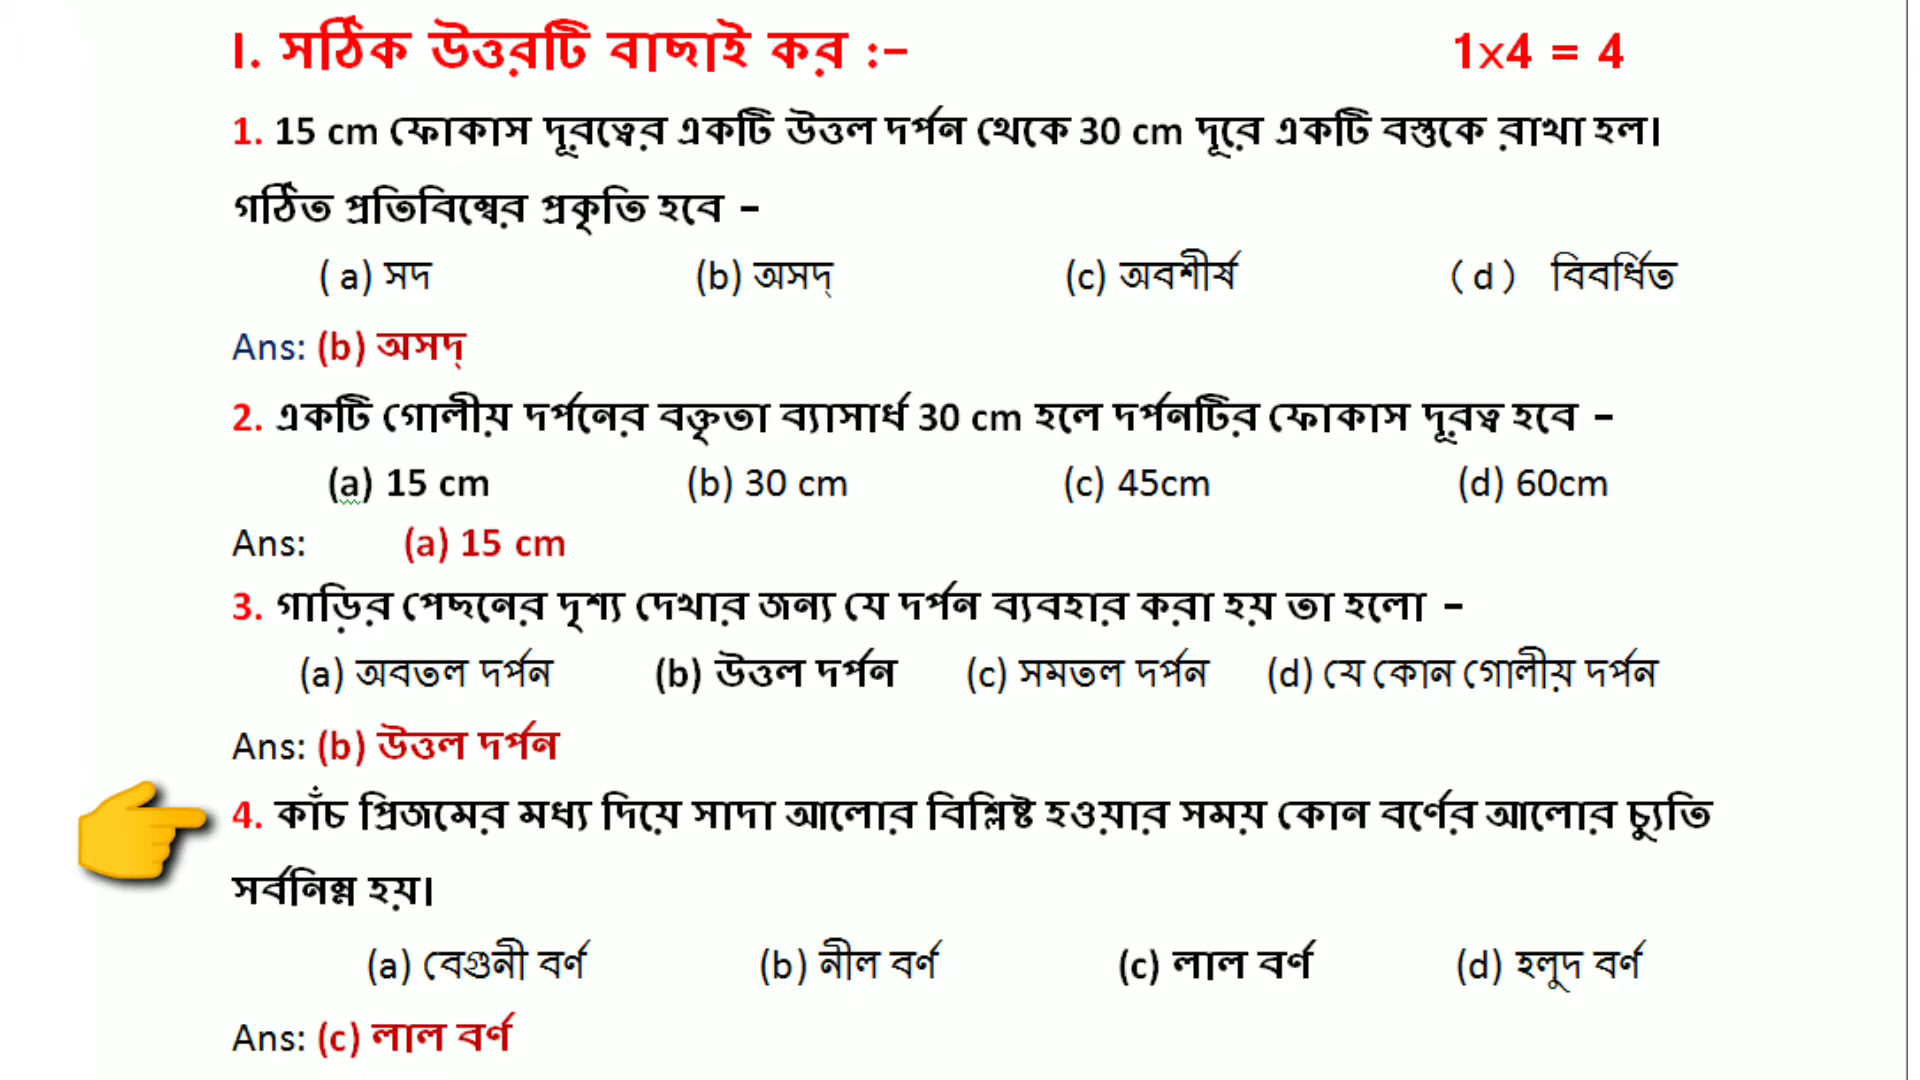 I. সঠিক উত্তরটি বাছাই কর :– 1x4 = 4
1. 15 cm ফোকাস দূরত্বের একটি উত্তল দর্পন থেকে 30 cm দূরে একটি বস্তুকে রাখা হল।
গঠিত প্রতিবিম্বের প্রকৃতি হবে –
( a) সদ (b) অসদ্ (c) অবশীর্ষ ( d ) বিবর্ধিত
Ans: (b) অসদ্
2. একটি গোলীয় দর্পনের বক্তৃতা ব্যাসার্ধ 30 cm হলে দর্পনটির ফোকাস দূরত্ব হবে –
(a) 15 cm (b) 30 cm (c) 45cm (d) 60cm
Ans: (a) 15 cm
3. গাড়ির পেছনের দৃশ্য দেখার জন্য যে দর্পন ব্যবহার করা হয় তা হলো –
(a) অবতল দর্পন (b) উত্তল দর্পন (c) সমতল দর্পন (d) যে কোন গোলীয় দর্পন
Ans: (b) উত্তল দর্পন
4. কাঁচ প্রিজমের মধ্য দিয়ে সাদা আলোর বিশ্লিষ্ট হওয়ার সময় কোন বর্ণের আলোর চ্যুতি
সর্বনিম্ন হয়।
(a) বেগুনী বর্ণ (b) নীল বর্ণ (c) লাল বর্ণ (d) হলুদ বর্ণ
Ans: (c) লাল বর্ণ